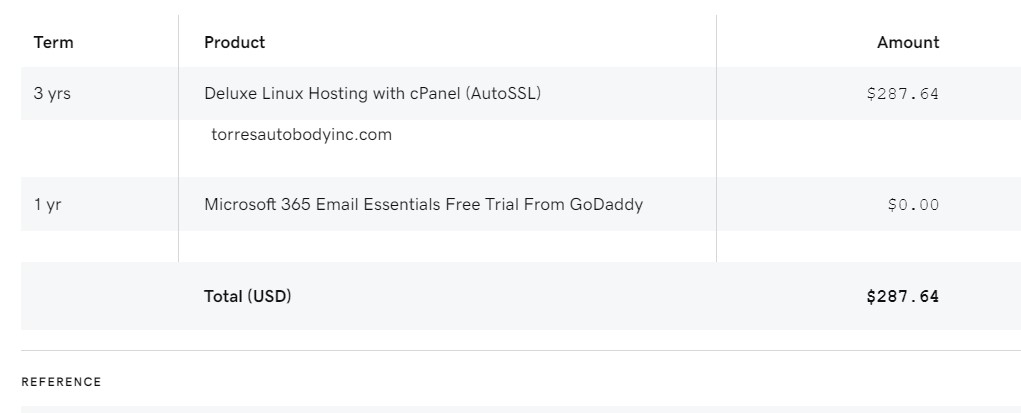 Term Product Amount
3 yrs Deluxe Linux Hosting with cPanel (AutoSSL) $287.64
torresautobodyinc.com
1 yr Microsoft 365 Email Essentials Free Trial From GoDaddy $0.00
Total (USD) $287.64
REFERENCE